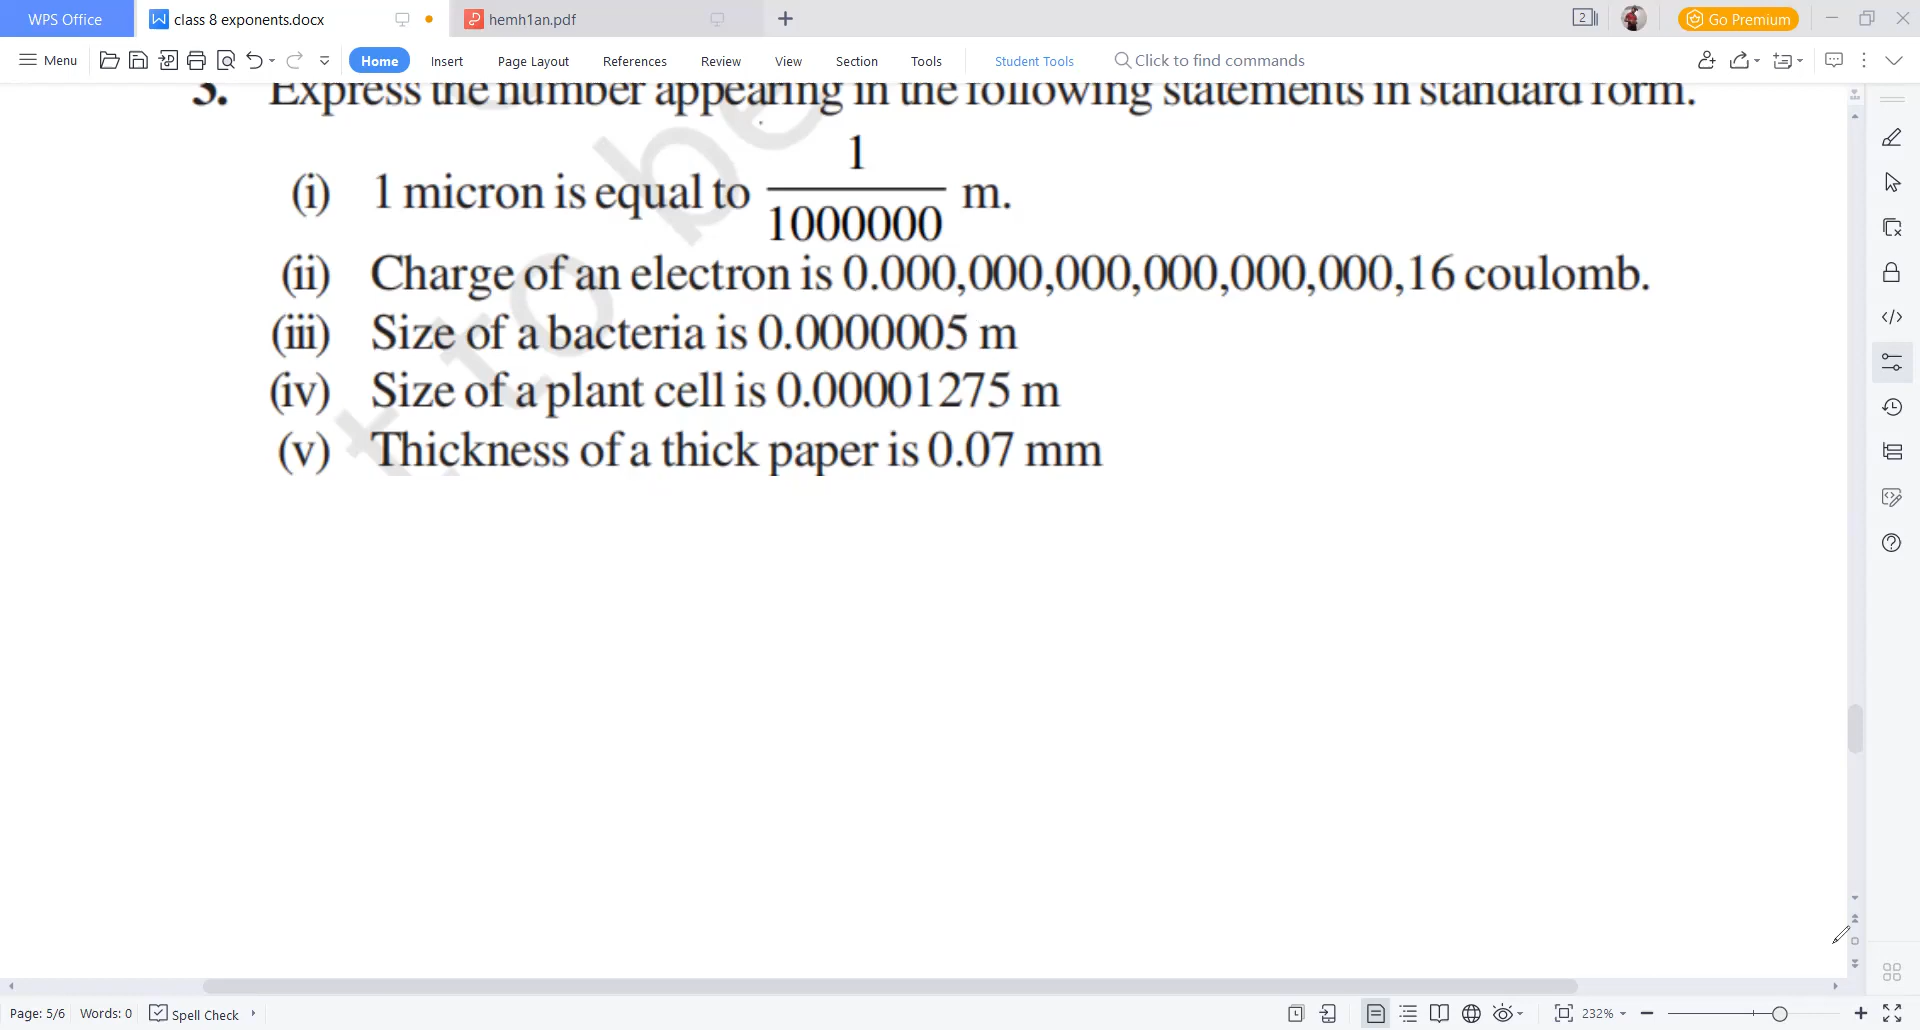 WPS Office
class 8 exponents.docx
hemh1an.pdf
2
Go Premium
Menu
Home
Insert
Page Layout
References
Review
View
Section
Tools
Student Tools
Click to find commands
3. Express the number appearing in the following statements in standard form.
(i) 1 micron is equal to 1/1000000 m.
(ii) Charge of an electron is 0.000,000,000,000,000,000,16 coulomb.
(iii) Size of a bacteria is 0.0000005 m
(iv) Size of a plant cell is 0.00001275 m
(v) Thickness of a thick paper is 0.07 mm
t to be
Page: 5/6
Words: 0
Spell Check
232%